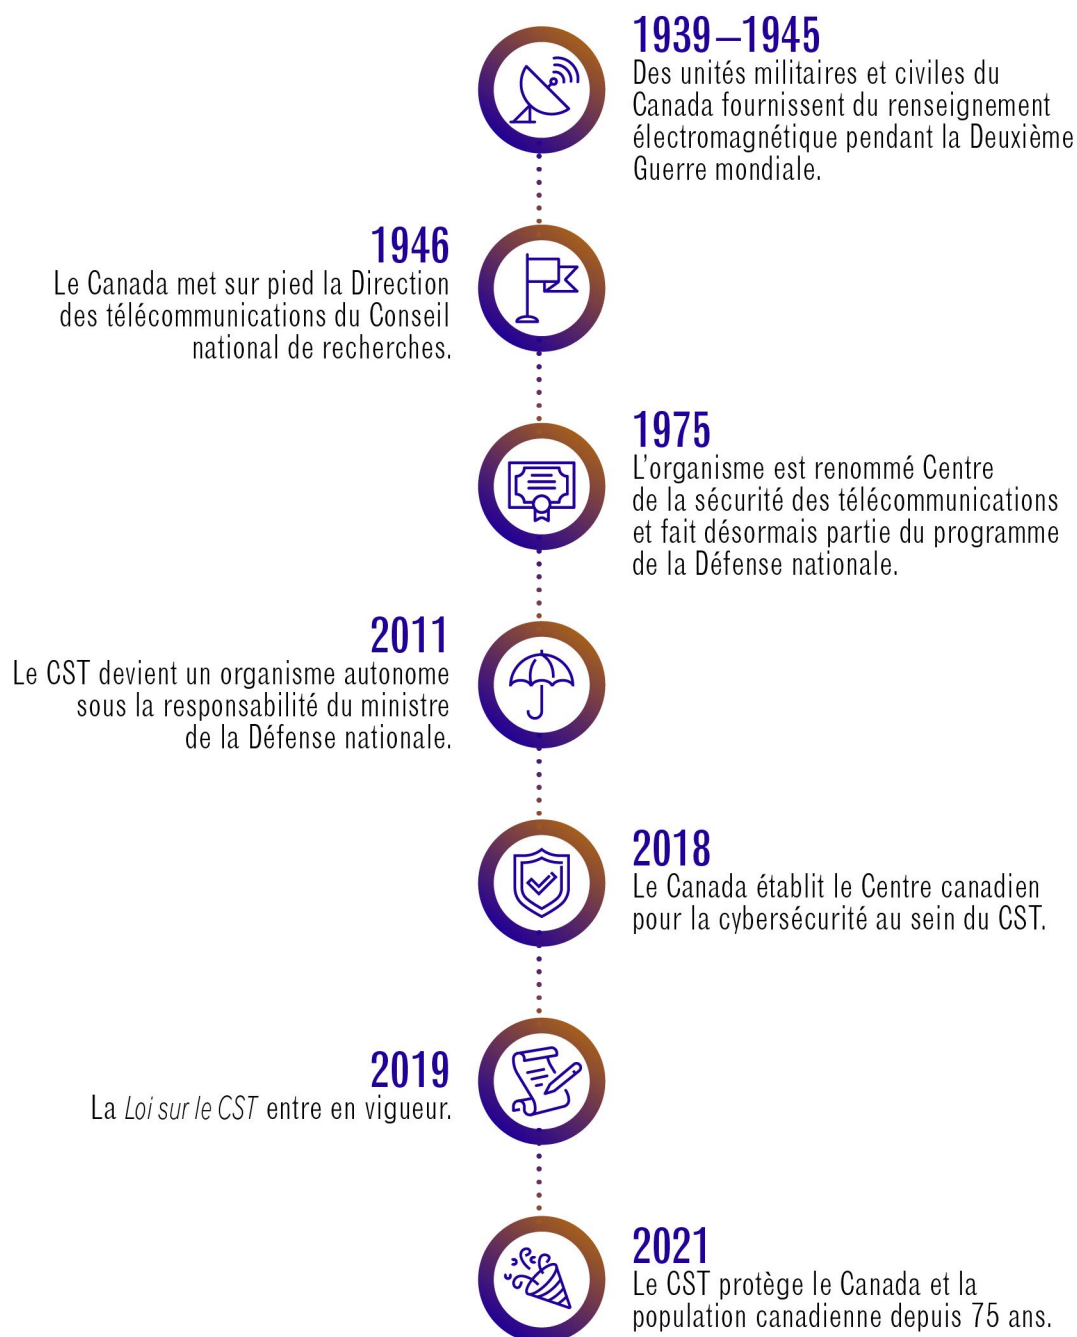 1939–1945
Des unités militaires et civiles du
Canada fournissent du renseignement
électromagnétique pendant la Deuxième
Guerre mondiale.
1946
Le Canada met sur pied la Direction
des télécommunications du Conseil
national de recherches.
1975
L’organisme est renommé Centre
de la sécurité des télécommunications
et fait désormais partie du programme
de la Défense nationale.
2011
Le CST devient un organisme autonome
sous la responsabilité du ministre
de la Défense nationale.
2018
Le Canada établit le Centre canadien
pour la cybersécurité au sein du CST.
2019
La Loi sur le CST entre en vigueur.
2021
Le CST protège le Canada et la
population canadienne depuis 75 ans.